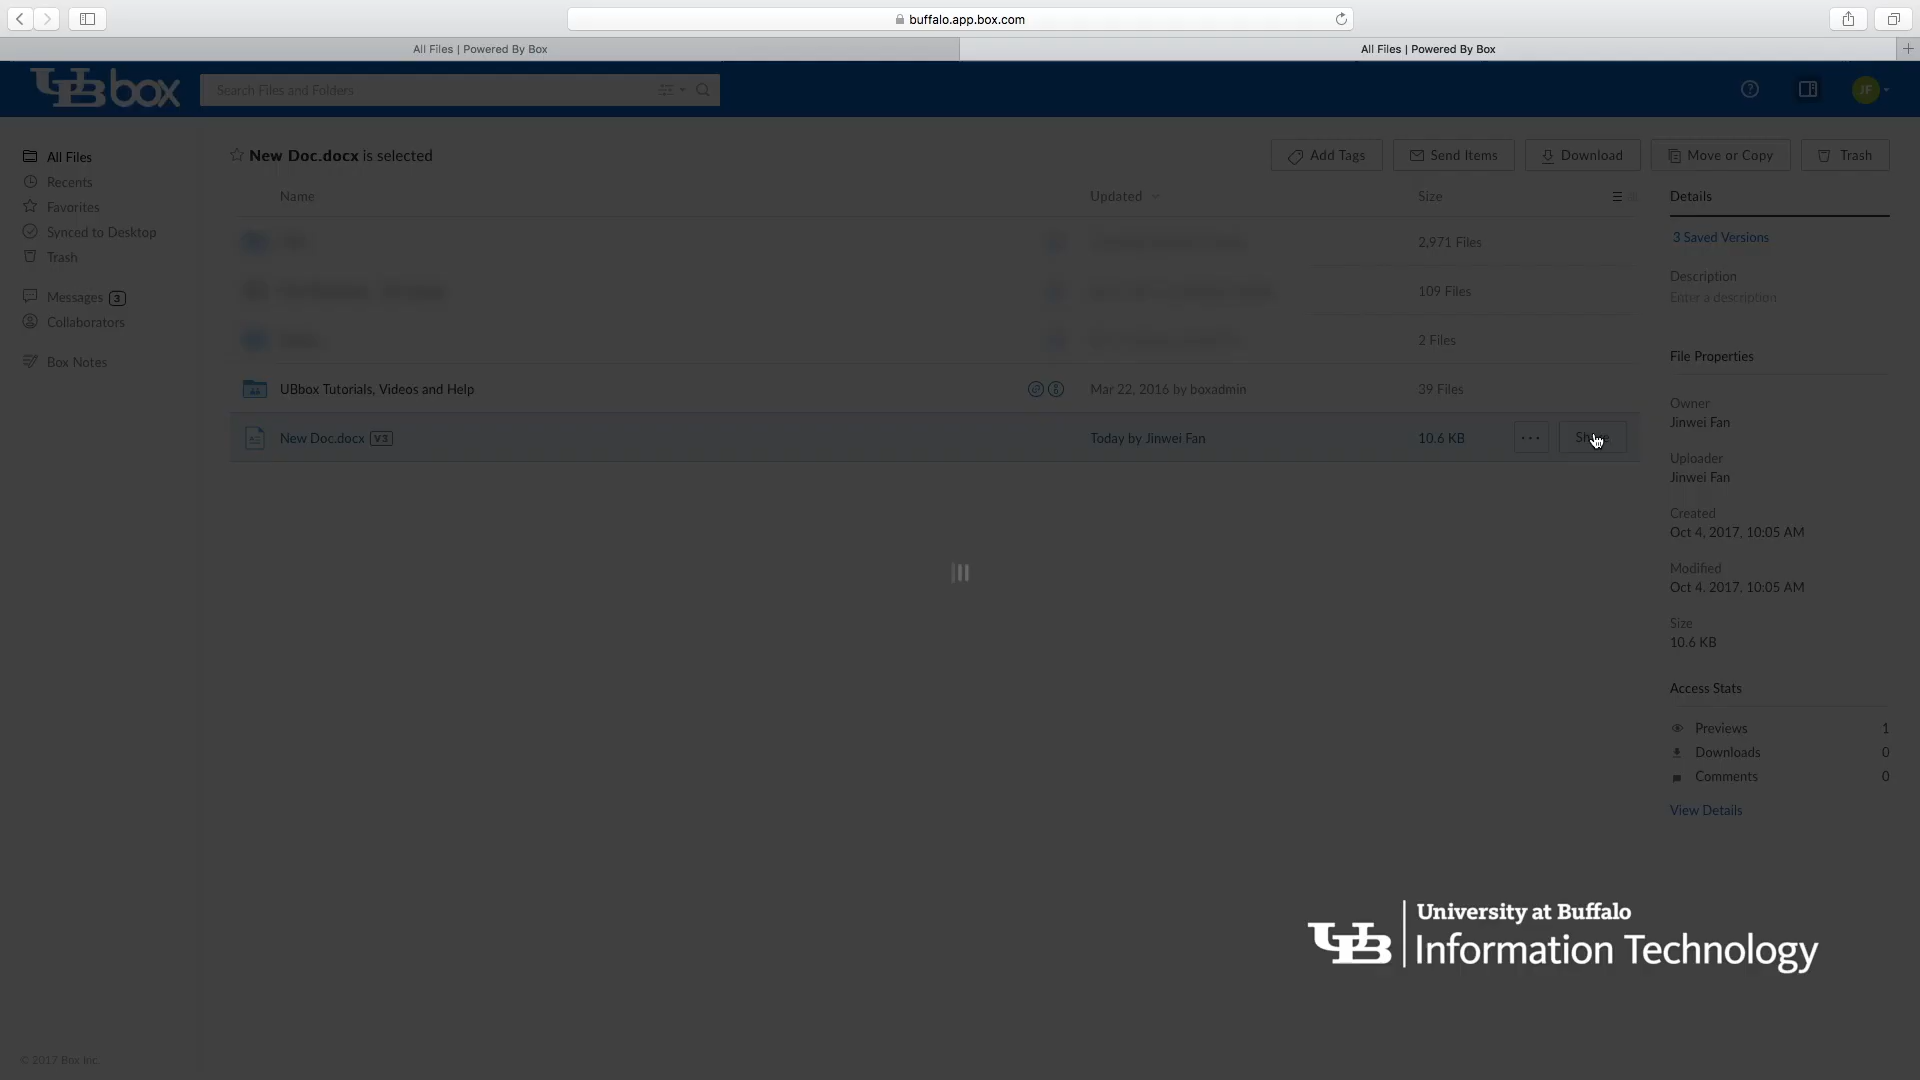 buffalo.app.box.com
All Files | Powered By Box
All Files | Powered By Box
UBbox
Search Files and Folders
JF
All Files
Recents
Favorites
Synced to Desktop
Trash
Messages 3
Collaborators
Box Notes
New Doc.docx is selected
Add Tags
Send Items
Download
Move or Copy
Trash
Name
Updated
Size
2,971 Files
109 Files
2 Files
UBbox Tutorials, Videos and Help
Mar 22, 2016 by boxadmin
39 Files
New Doc.docx V3
Today by Jinwei Fan
10.6 KB
Details
3 Saved Versions
Description
Enter a description
File Properties
Owner
Jinwei Fan
Uploader
Jinwei Fan
Created
Oct 4, 2017, 10:05 AM
Modified
Oct 4, 2017, 10:05 AM
Size
10.6 KB
Access Stats
Previews 1
Downloads 0
Comments 0
View Details
UB
University at Buffalo
Information Technology
© 2017 Box Inc.